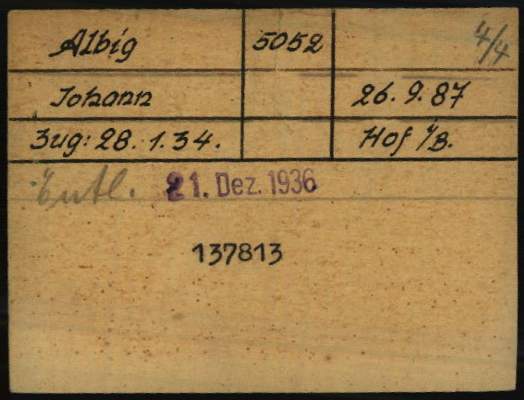 Albig 5052 4/4
Johann 26.9.87
Zug: 28.1.34. Hof i/B.
Entl. 21. Dez. 1936
137813